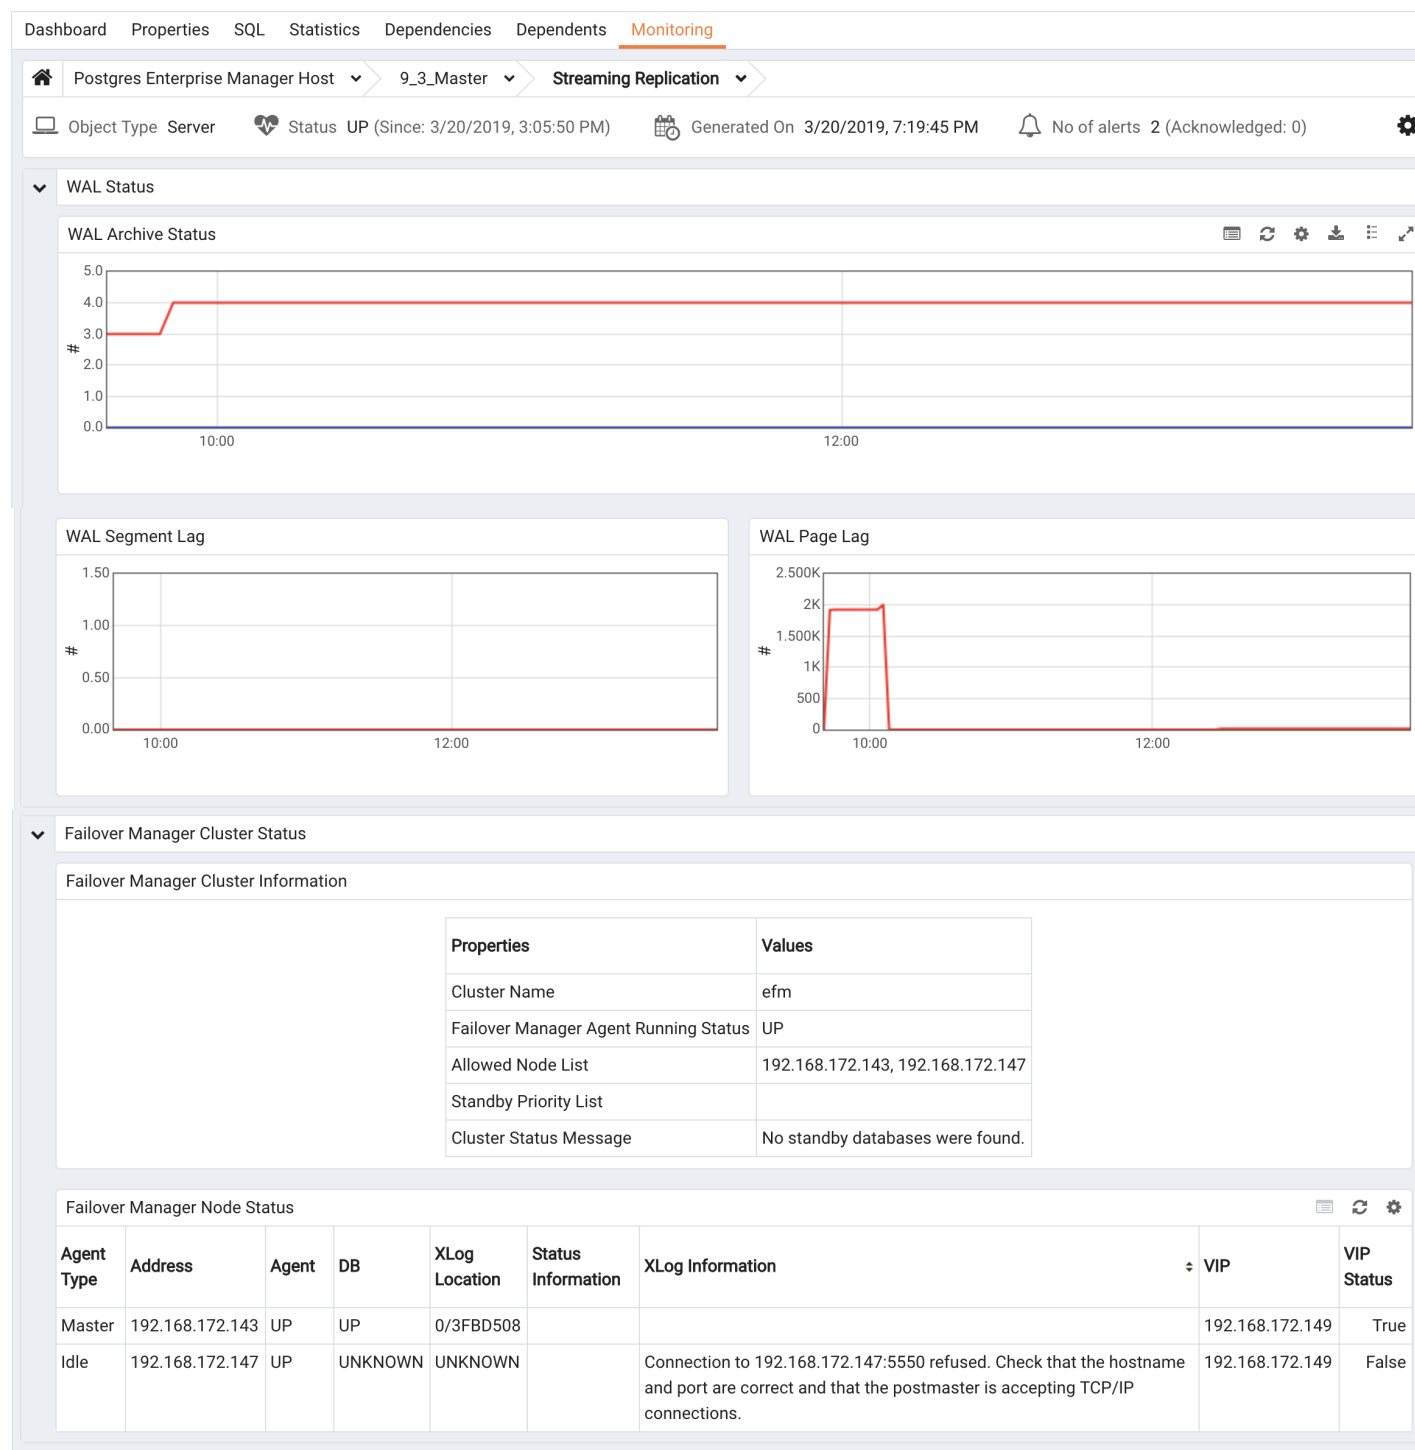 Dashboard Properties SQL Statistics Dependencies Dependents Monitoring
Postgres Enterprise Manager Host 9_3_Master Streaming Replication
Object Type Server Status UP (Since: 3/20/2019, 3:05:50 PM) Generated On 3/20/2019, 7:19:45 PM No of alerts 2 (Acknowledged: 0)
WAL Status
WAL Archive Status
5.0
4.0
3.0
#
2.0
1.0
0.0
10:00 12:00
WAL Segment Lag
1.50
1.00
#
0.50
0.00
10:00 12:00
WAL Page Lag
2.500K
2K
1.500K
#
1K
500
0
10:00 12:00
Failover Manager Cluster Status
Failover Manager Cluster Information
Properties Values
Cluster Name efm
Failover Manager Agent Running Status UP
Allowed Node List 192.168.172.143, 192.168.172.147
Standby Priority List
Cluster Status Message No standby databases were found.
Failover Manager Node Status
Agent Type Address Agent DB XLog Location Status Information XLog Information VIP VIP Status
Master 192.168.172.143 UP UP 0/3FBD508 192.168.172.149 True
Idle 192.168.172.147 UP UNKNOWN UNKNOWN Connection to 192.168.172.147:5550 refused. Check that the hostname 192.168.172.149 False
and port are correct and that the postmaster is accepting TCP/IP
connections.